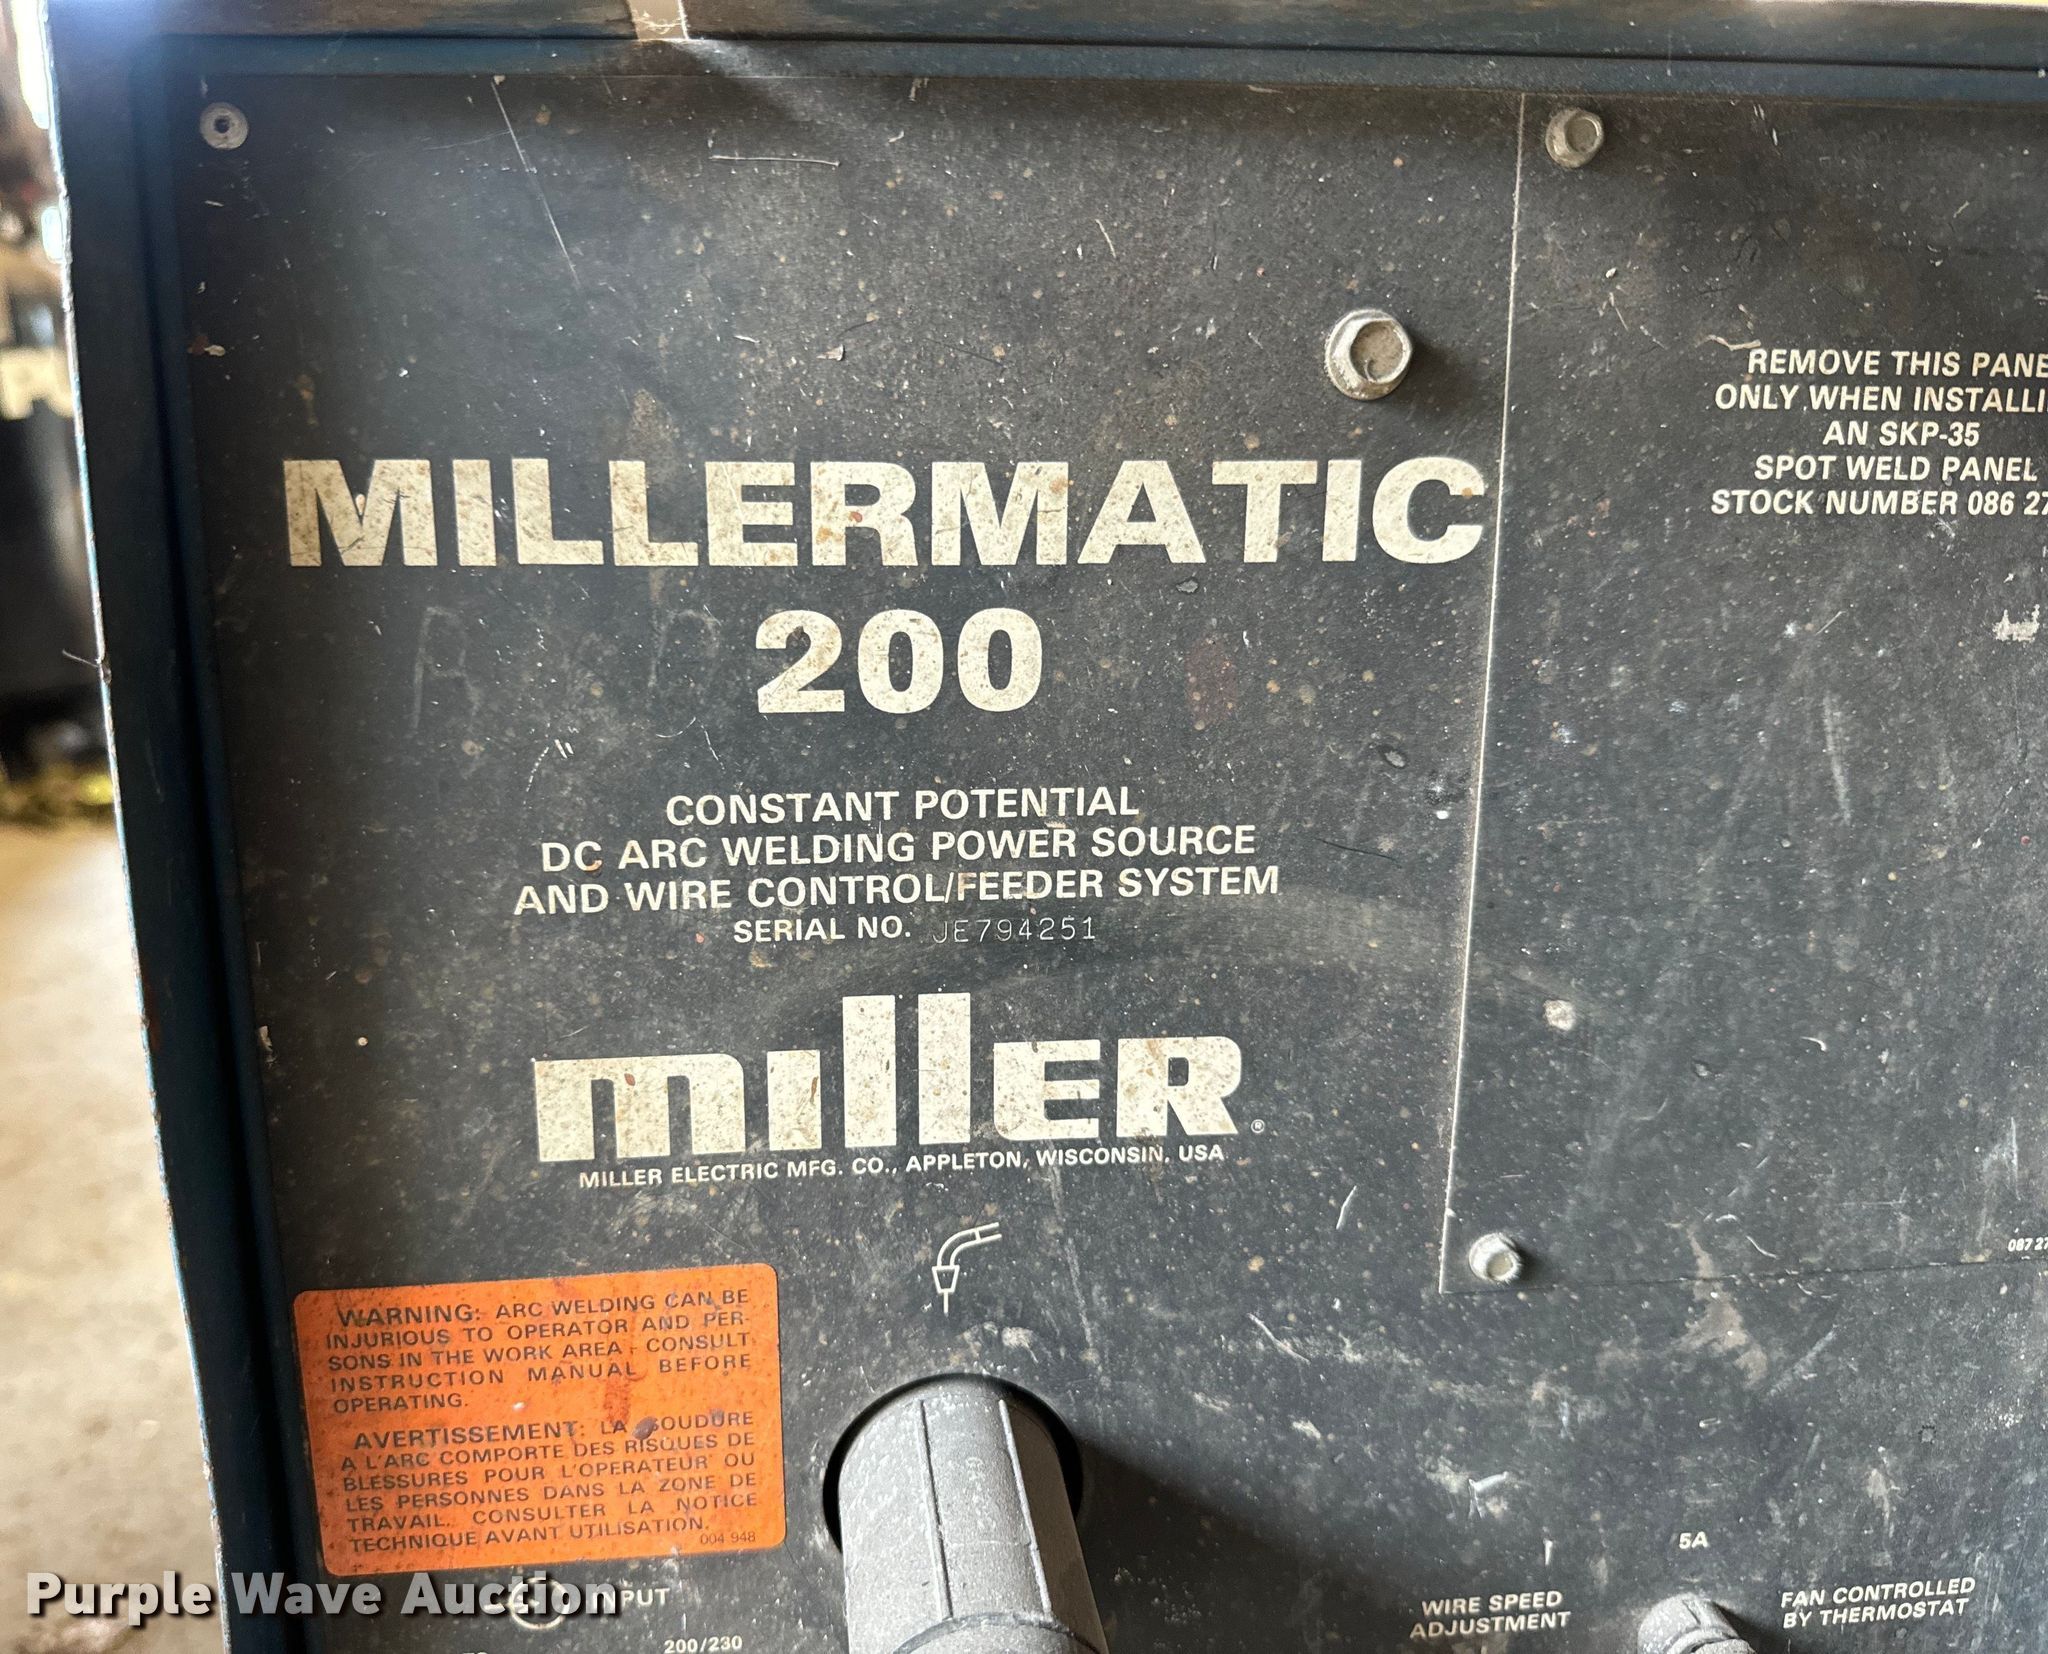 MILLERMATIC
200
CONSTANT POTENTIAL
DC ARC WELDING POWER SOURCE
AND WIRE CONTROL/FEEDER SYSTEM
SERIAL NO. JE794251
miller®
MILLER ELECTRIC MFG. CO., APPLETON, WISCONSIN, USA
REMOVE THIS PANE
ONLY WHEN INSTALLI
AN SKP-35
SPOT WELD PANEL
STOCK NUMBER 086 27
087 27
WARNING: ARC WELDING CAN BE
INJURIOUS TO OPERATOR AND PER-
SONS IN THE WORK AREA - CONSULT
INSTRUCTION MANUAL BEFORE
OPERATING.
AVERTISSEMENT: LA SOUDURE
A L'ARC COMPORTE DES RISQUES DE
BLESSURES POUR L'OPERATEUR OU
LES PERSONNES DANS LA ZONE DE
TRAVAIL. CONSULTER LA NOTICE
TECHNIQUE AVANT UTILISATION.
004 948
INPUT
200/230
WIRE SPEED
ADJUSTMENT
5A
FAN CONTROLLED
BY THERMOSTAT
Purple Wave Auction